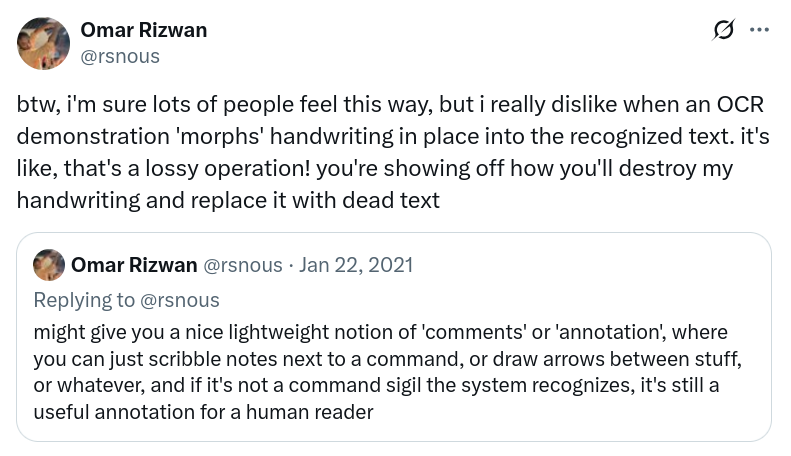 Omar Rizwan
@rsnous
btw, i'm sure lots of people feel this way, but i really dislike when an OCR
demonstration 'morphs' handwriting in place into the recognized text. it's
like, that's a lossy operation! you're showing off how you'll destroy my
handwriting and replace it with dead text
Omar Rizwan @rsnous · Jan 22, 2021
Replying to @rsnous
might give you a nice lightweight notion of 'comments' or 'annotation', where
you can just scribble notes next to a command, or draw arrows between stuff,
or whatever, and if it's not a command sigil the system recognizes, it's still a
useful annotation for a human reader